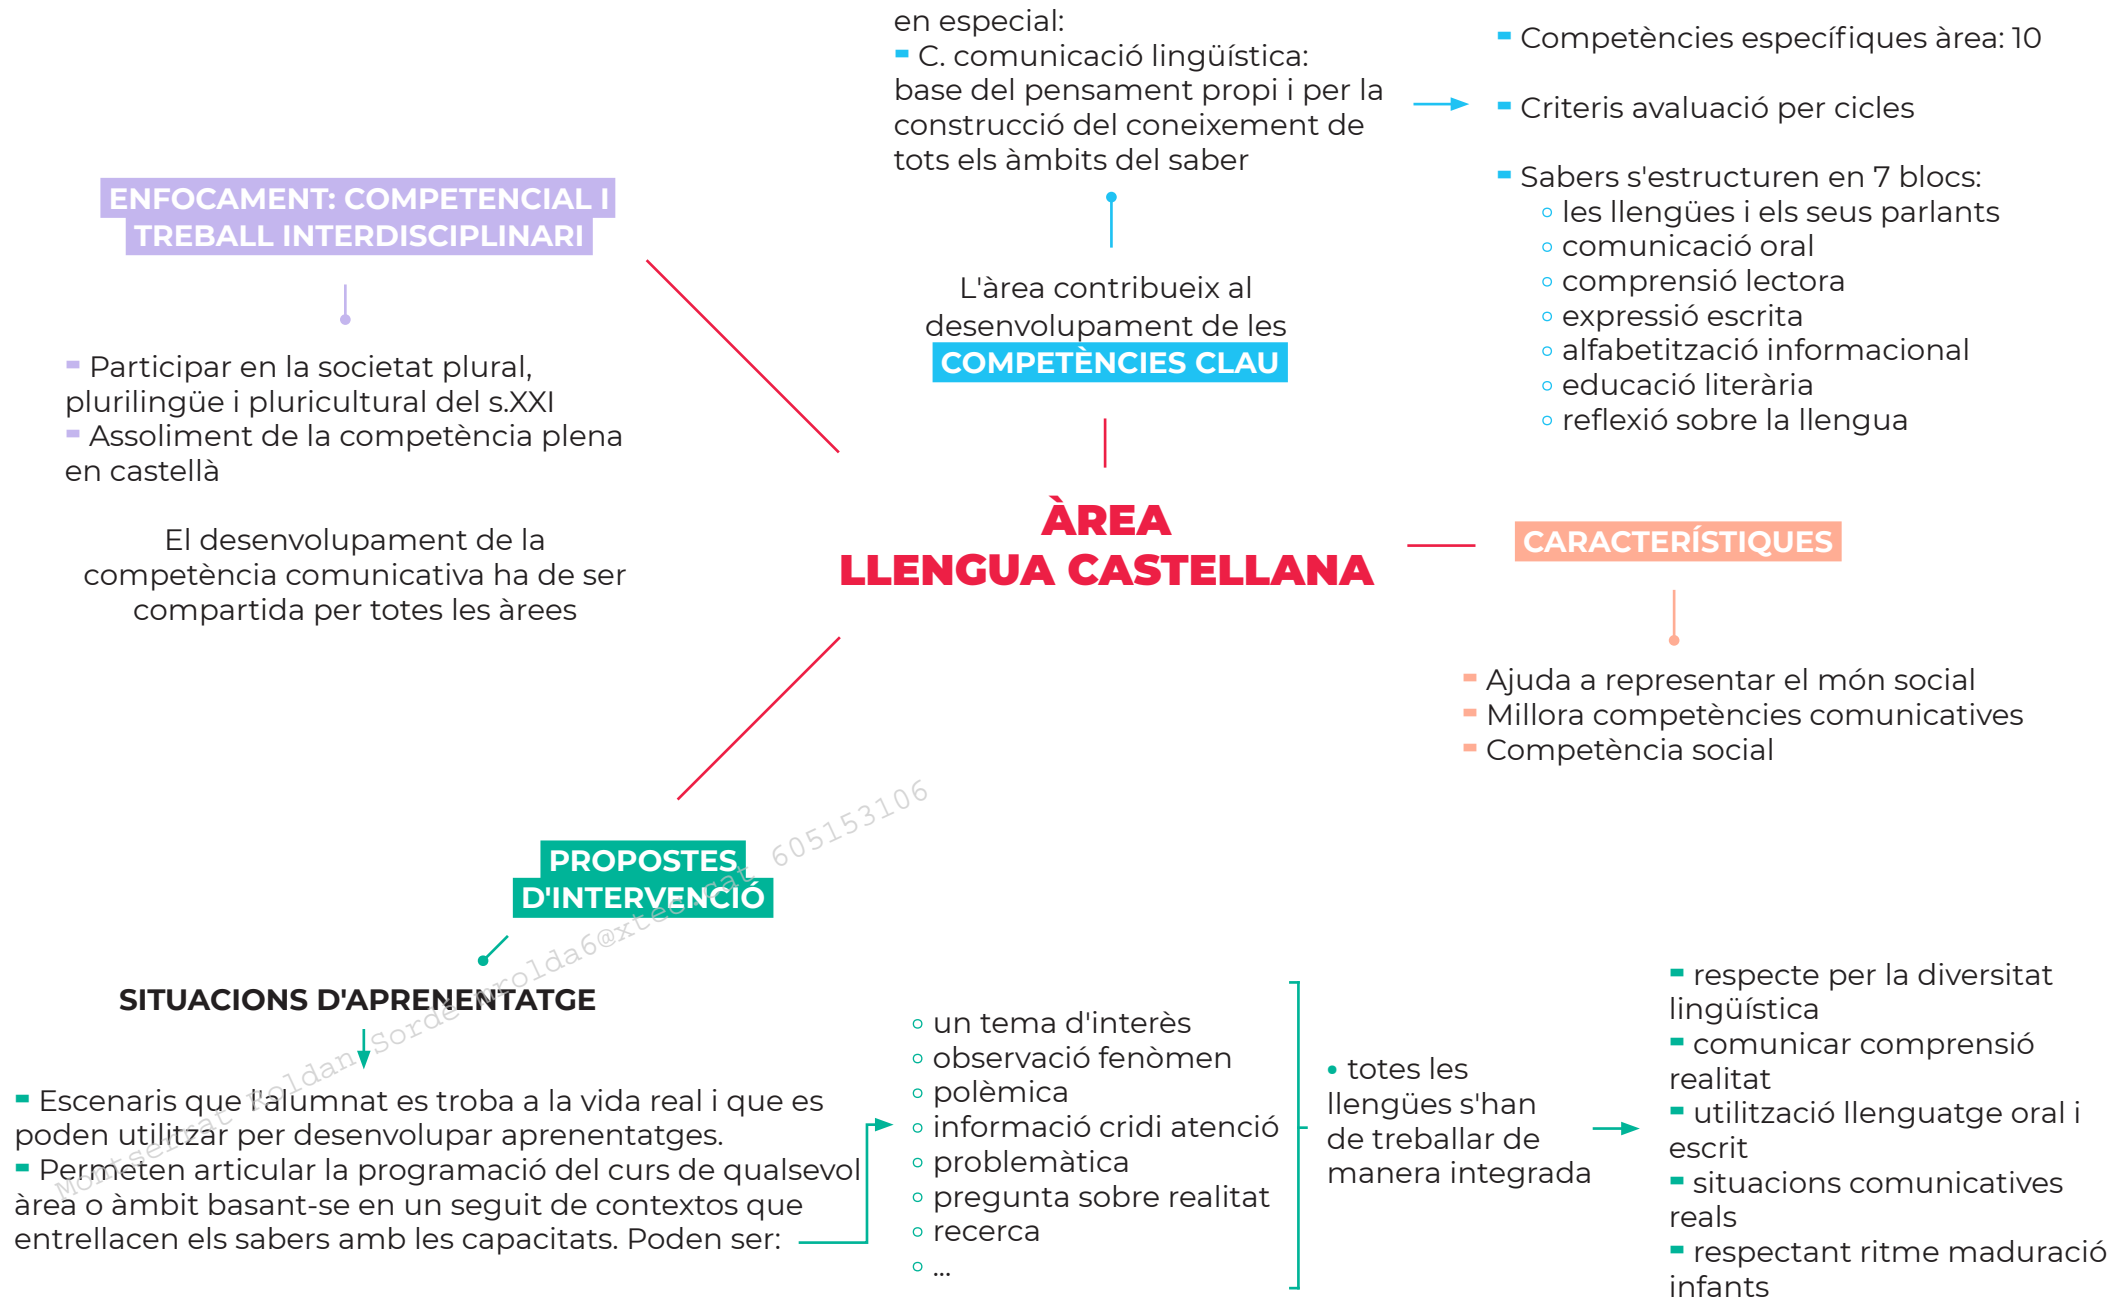 en especial:
C. comunicació lingüística:
base del pensament propi i per la
construcció del coneixement de
tots els àmbits del saber
Competències específiques àrea: 10
Criteris avaluació per cicles
Sabers s'estructuren en 7 blocs:
les llengües i els seus parlants
comunicació oral
comprensió lectora
expressió escrita
alfabetització informacional
educació literària
reflexió sobre la llengua
ENFOCAMENT: COMPETENCIAL I
TREBALL INTERDISCIPLINARI
Participar en la societat plural,
plurilingüe i pluricultural del s.XXI
Assoliment de la competència plena
en castellà
El desenvolupament de la
competència comunicativa ha de ser
compartida per totes les àrees
L'àrea contribueix al
desenvolupament de les
COMPETÈNCIES CLAU
ÀREA
LLENGUA CASTELLANA
CARACTERÍSTIQUES
Ajuda a representar el món social
Millora competències comunicatives
Competència social
PROPOSTES
D'INTERVENCIÓ
SITUACIONS D'APRENENTATGE
Escenaris que l'alumnat es troba a la vida real i que es
poden utilitzar per desenvolupar aprenentatges.
Permeten articular la programació del curs de qualsevol
àrea o àmbit basant-se en un seguit de contextos que
entrellacen els sabers amb les capacitats. Poden ser:
un tema d'interès
observació fenòmen
polèmica
informació cridi atenció
problemàtica
pregunta sobre realitat
recerca
...
• totes les
llengües s'han
de treballar de
manera integrada
respecte per la diversitat
lingüística
comunicar comprensió
realitat
utilització llenguatge oral i
escrit
situacions comunicatives
reals
respectant ritme maduració
infants
Montserrat Roldan Sorde mrolda6@xtec.cat 605153106